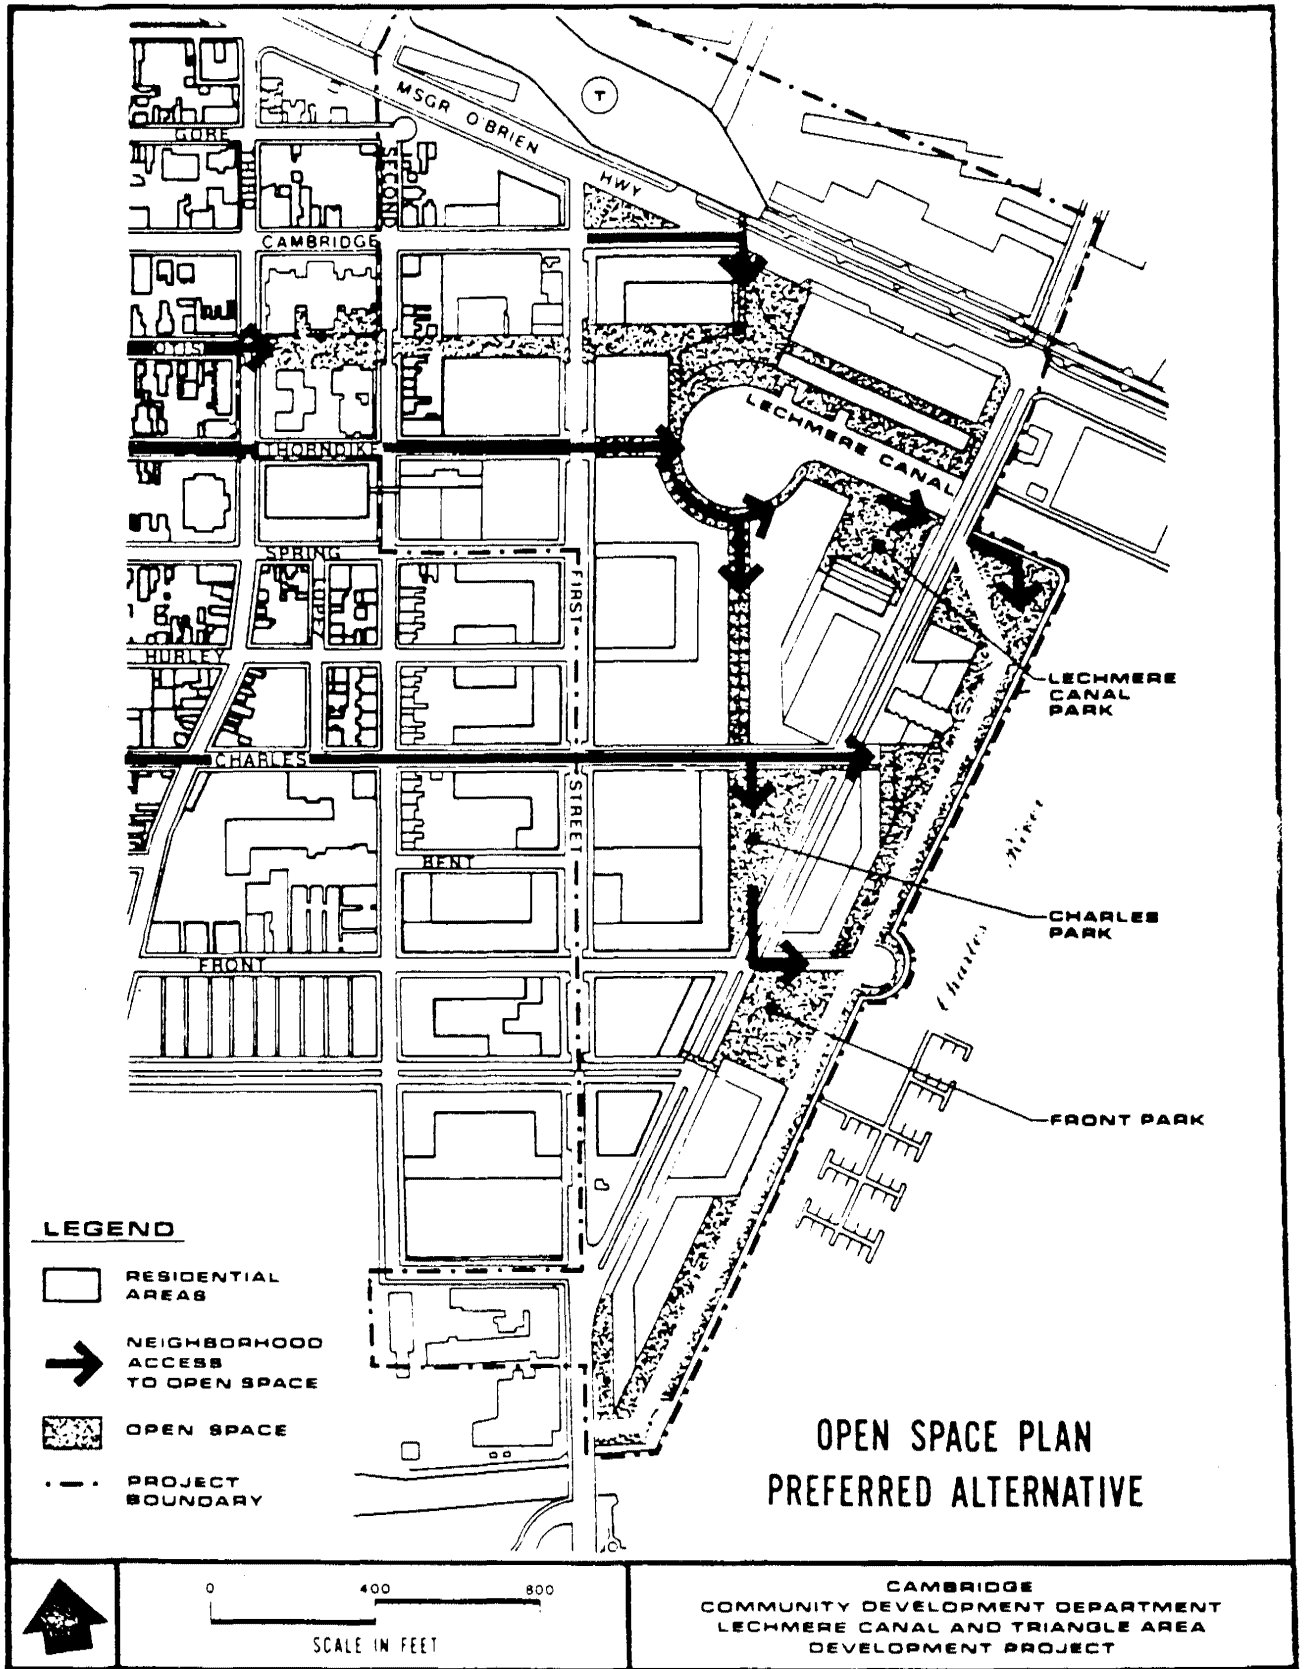 T
MSGR O'BRIEN HWY
GORE
THIRD
SECOND
CAMBRIDGE
OTIS
LECHMERE CANAL
THORNDIKE
SPRING
LOPEZ
FIRST
STREET
HURLEY
LECHMERE
CANAL
PARK
CHARLES
BENT
Charles River
CHARLES
PARK
FRONT
FRONT PARK
LEGEND
RESIDENTIAL
AREAS
NEIGHBORHOOD
ACCESS
TO OPEN SPACE
OPEN SPACE
PROJECT
BOUNDARY
OPEN SPACE PLAN
PREFERRED ALTERNATIVE
0 400 800
SCALE IN FEET
CAMBRIDGE
COMMUNITY DEVELOPMENT DEPARTMENT
LECHMERE CANAL AND TRIANGLE AREA
DEVELOPMENT PROJECT